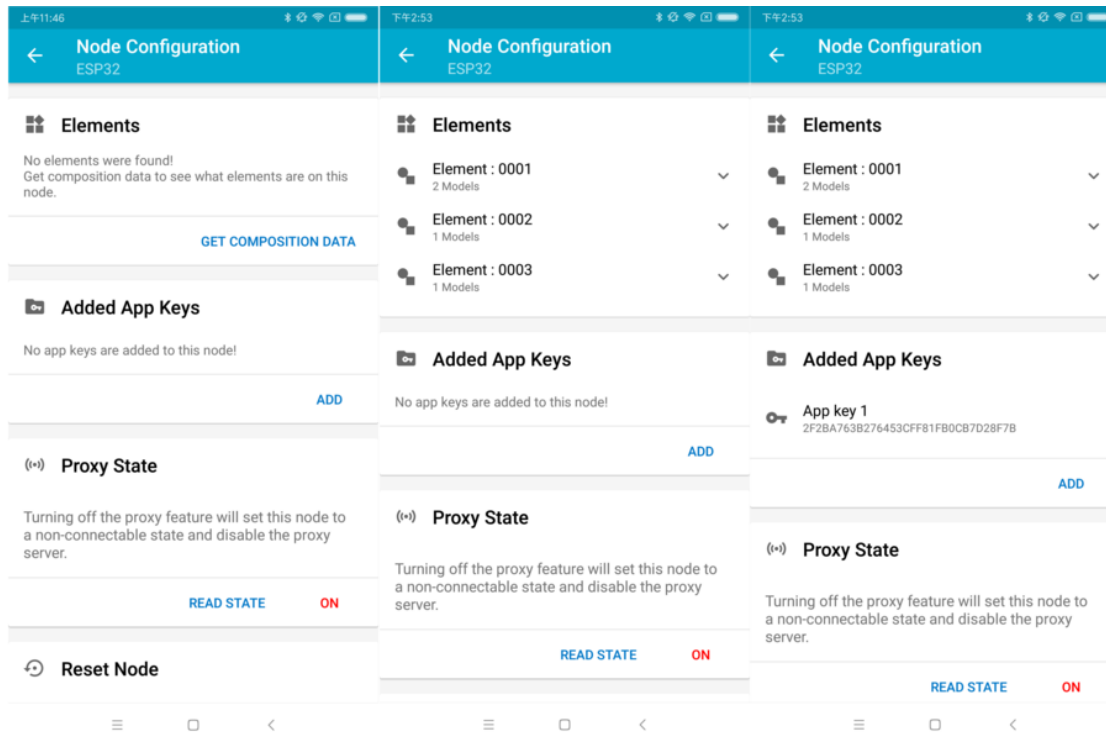 上午11:46
Node Configuration
ESP32
Elements
No elements were found!
Get composition data to see what elements are on this
node.
GET COMPOSITION DATA
Added App Keys
No app keys are added to this node!
ADD
Proxy State
Turning off the proxy feature will set this node to
a non-connectable state and disable the proxy
server.
READ STATE
ON
Reset Node
下午2:53
Node Configuration
ESP32
Elements
Element : 0001
2 Models
Element : 0002
1 Models
Element : 0003
1 Models
Added App Keys
No app keys are added to this node!
ADD
Proxy State
Turning off the proxy feature will set this node to
a non-connectable state and disable the proxy
server.
READ STATE
ON
下午2:53
Node Configuration
ESP32
Elements
Element : 0001
2 Models
Element : 0002
1 Models
Element : 0003
1 Models
Added App Keys
App key 1
2F2BA763B276453CFF81FB0CB7D28F7B
ADD
Proxy State
Turning off the proxy feature will set this node to
a non-connectable state and disable the proxy
server.
READ STATE
ON